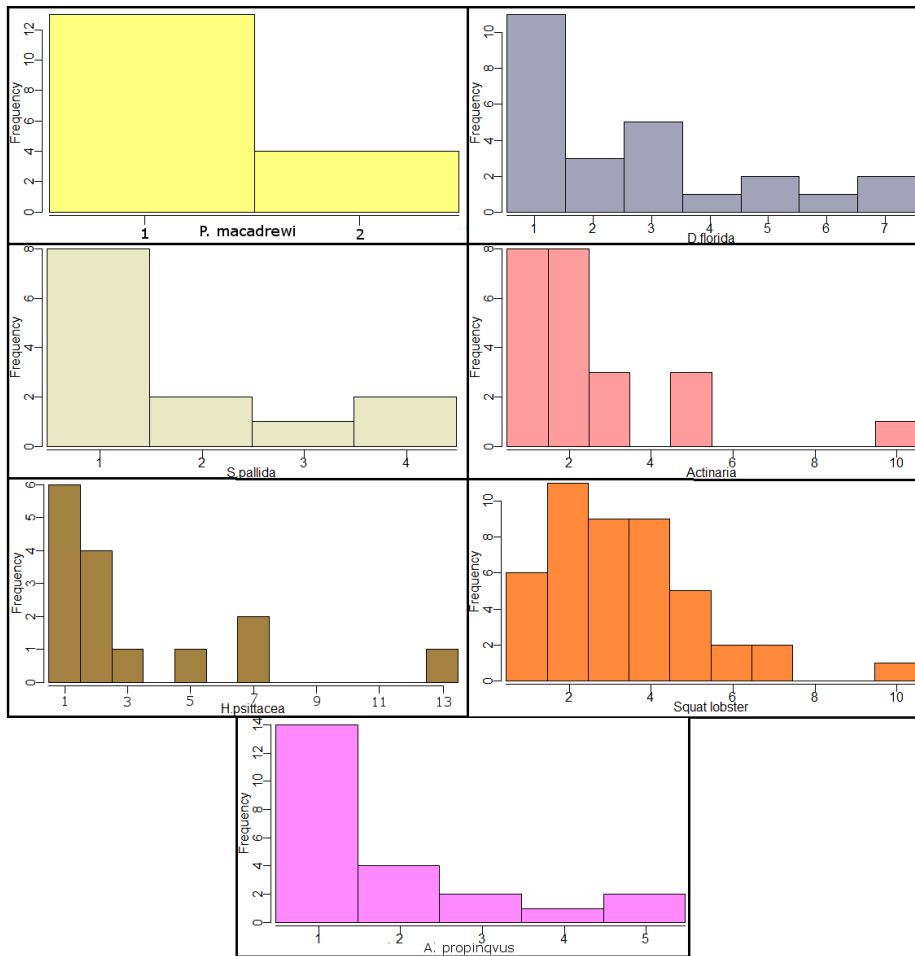 Frequency
0 2 4 6 8 10 12
1 2
P. macadrewi
Frequency
0 2 4 6 8 10
1 2 3 4 5 6 7
D.florida
Frequency
0 2 4 6 8
1 2 3 4
S.pallida
Frequency
0 2 4 6 8
2 4 6 8 10
Actinaria
Frequency
0 1 2 3 4 5 6
1 3 5 7 9 11 13
H.psittacea
Frequency
0 2 4 6 8 10
2 4 6 8 10
Squat lobster
Frequency
0 2 4 6 8 10 12 14
1 2 3 4 5
A. propinqvus